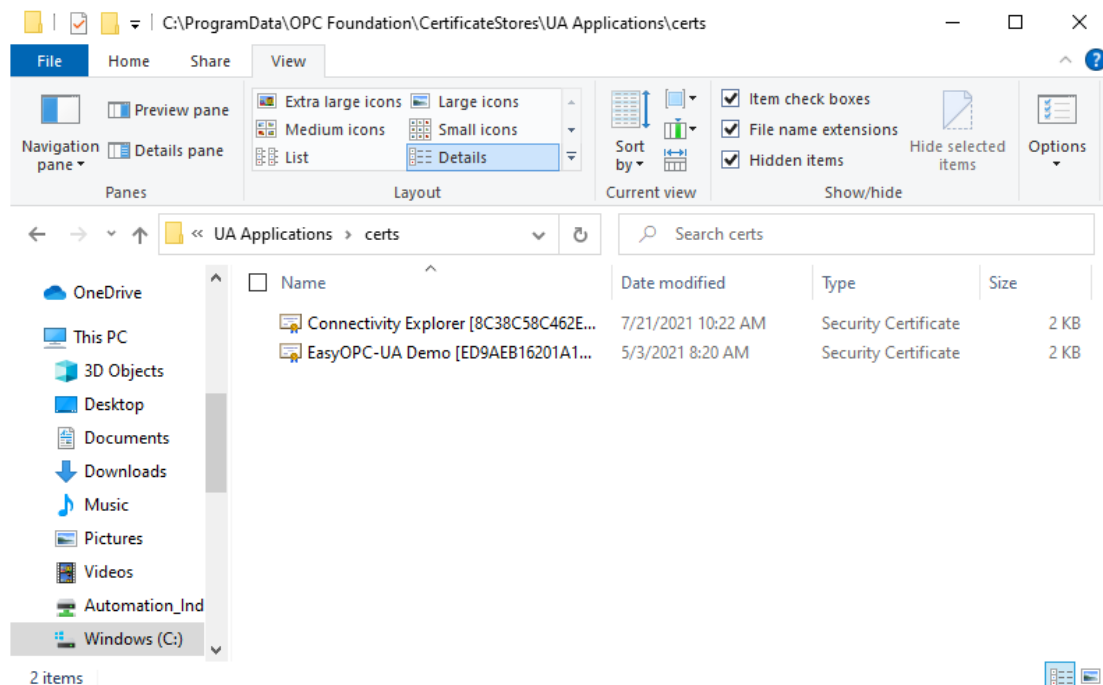 C:\ProgramData\OPC Foundation\CertificateStores\UA Applications\certs
File Home Share View
Navigation pane
Preview pane
Details pane
Panes
Extra large icons Large icons
Medium icons Small icons
List Details
Layout
Sort by
Current view
Item check boxes
File name extensions
Hidden items
Hide selected items
Show/hide
Options
« UA Applications › certs
Search certs
OneDrive
This PC
3D Objects
Desktop
Documents
Downloads
Music
Pictures
Videos
Automation_Ind
Windows (C:)
Name Date modified Type Size
Connectivity Explorer [8C38C58C462E... 7/21/2021 10:22 AM Security Certificate 2 KB
EasyOPC-UA Demo [ED9AEB16201A1... 5/3/2021 8:20 AM Security Certificate 2 KB
2 items